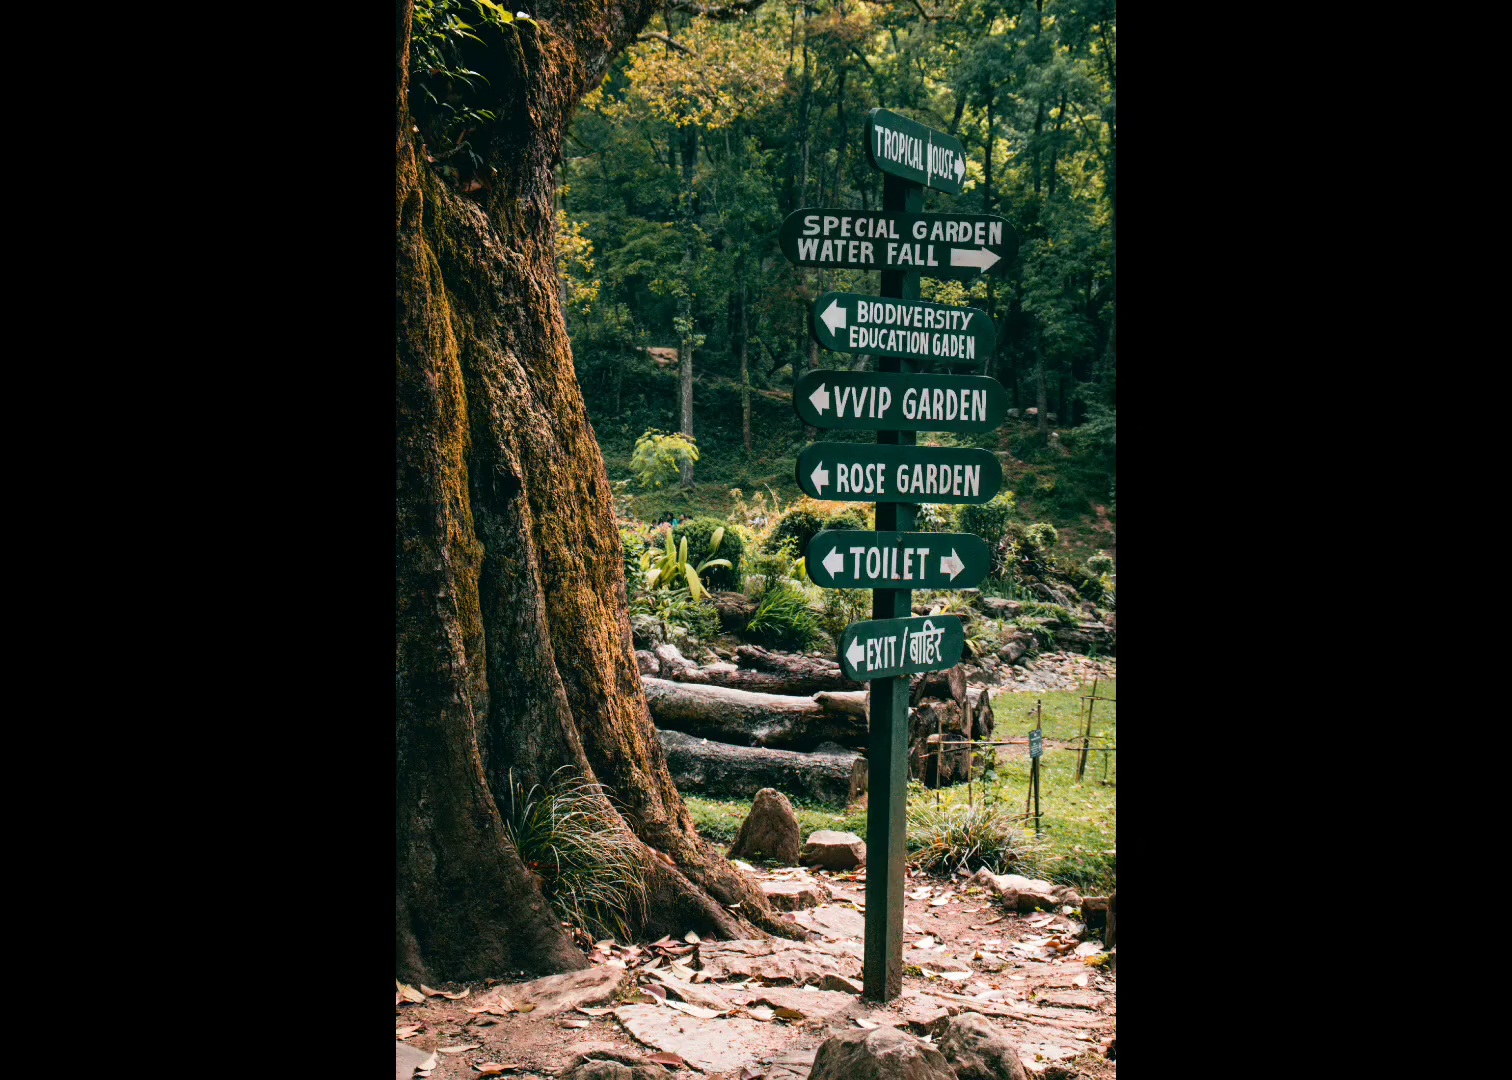 TROPICAL HOUSE
SPECIAL GARDEN
WATER FALL
BIODIVERSITY
EDUCATION GADEN
VVIP GARDEN
ROSE GARDEN
TOILET
EXIT / बाहिर